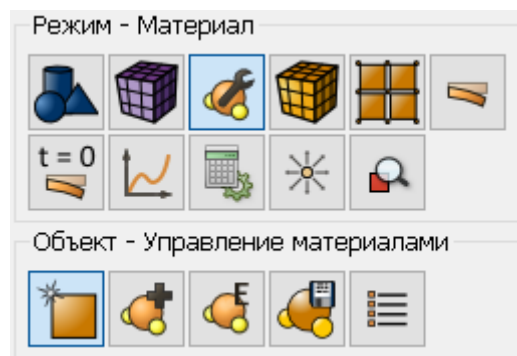 Режим - Материал
t = 0
Объект - Управление материалами
E